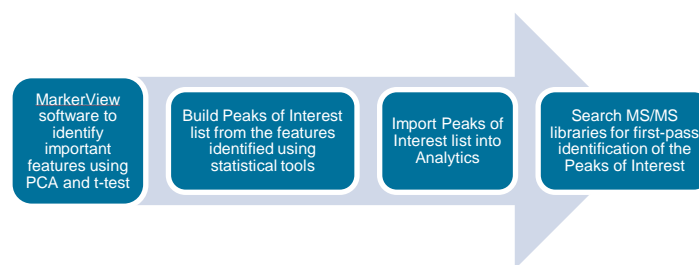 MarkerView
software to
identify
important
features using
PCA and t-test
Build Peaks of Interest
list from the features
identified using
statistical tools
Import Peaks of
Interest list into
Analytics
Search MS/MS
libraries for first-pass
identification of the
Peaks of Interest